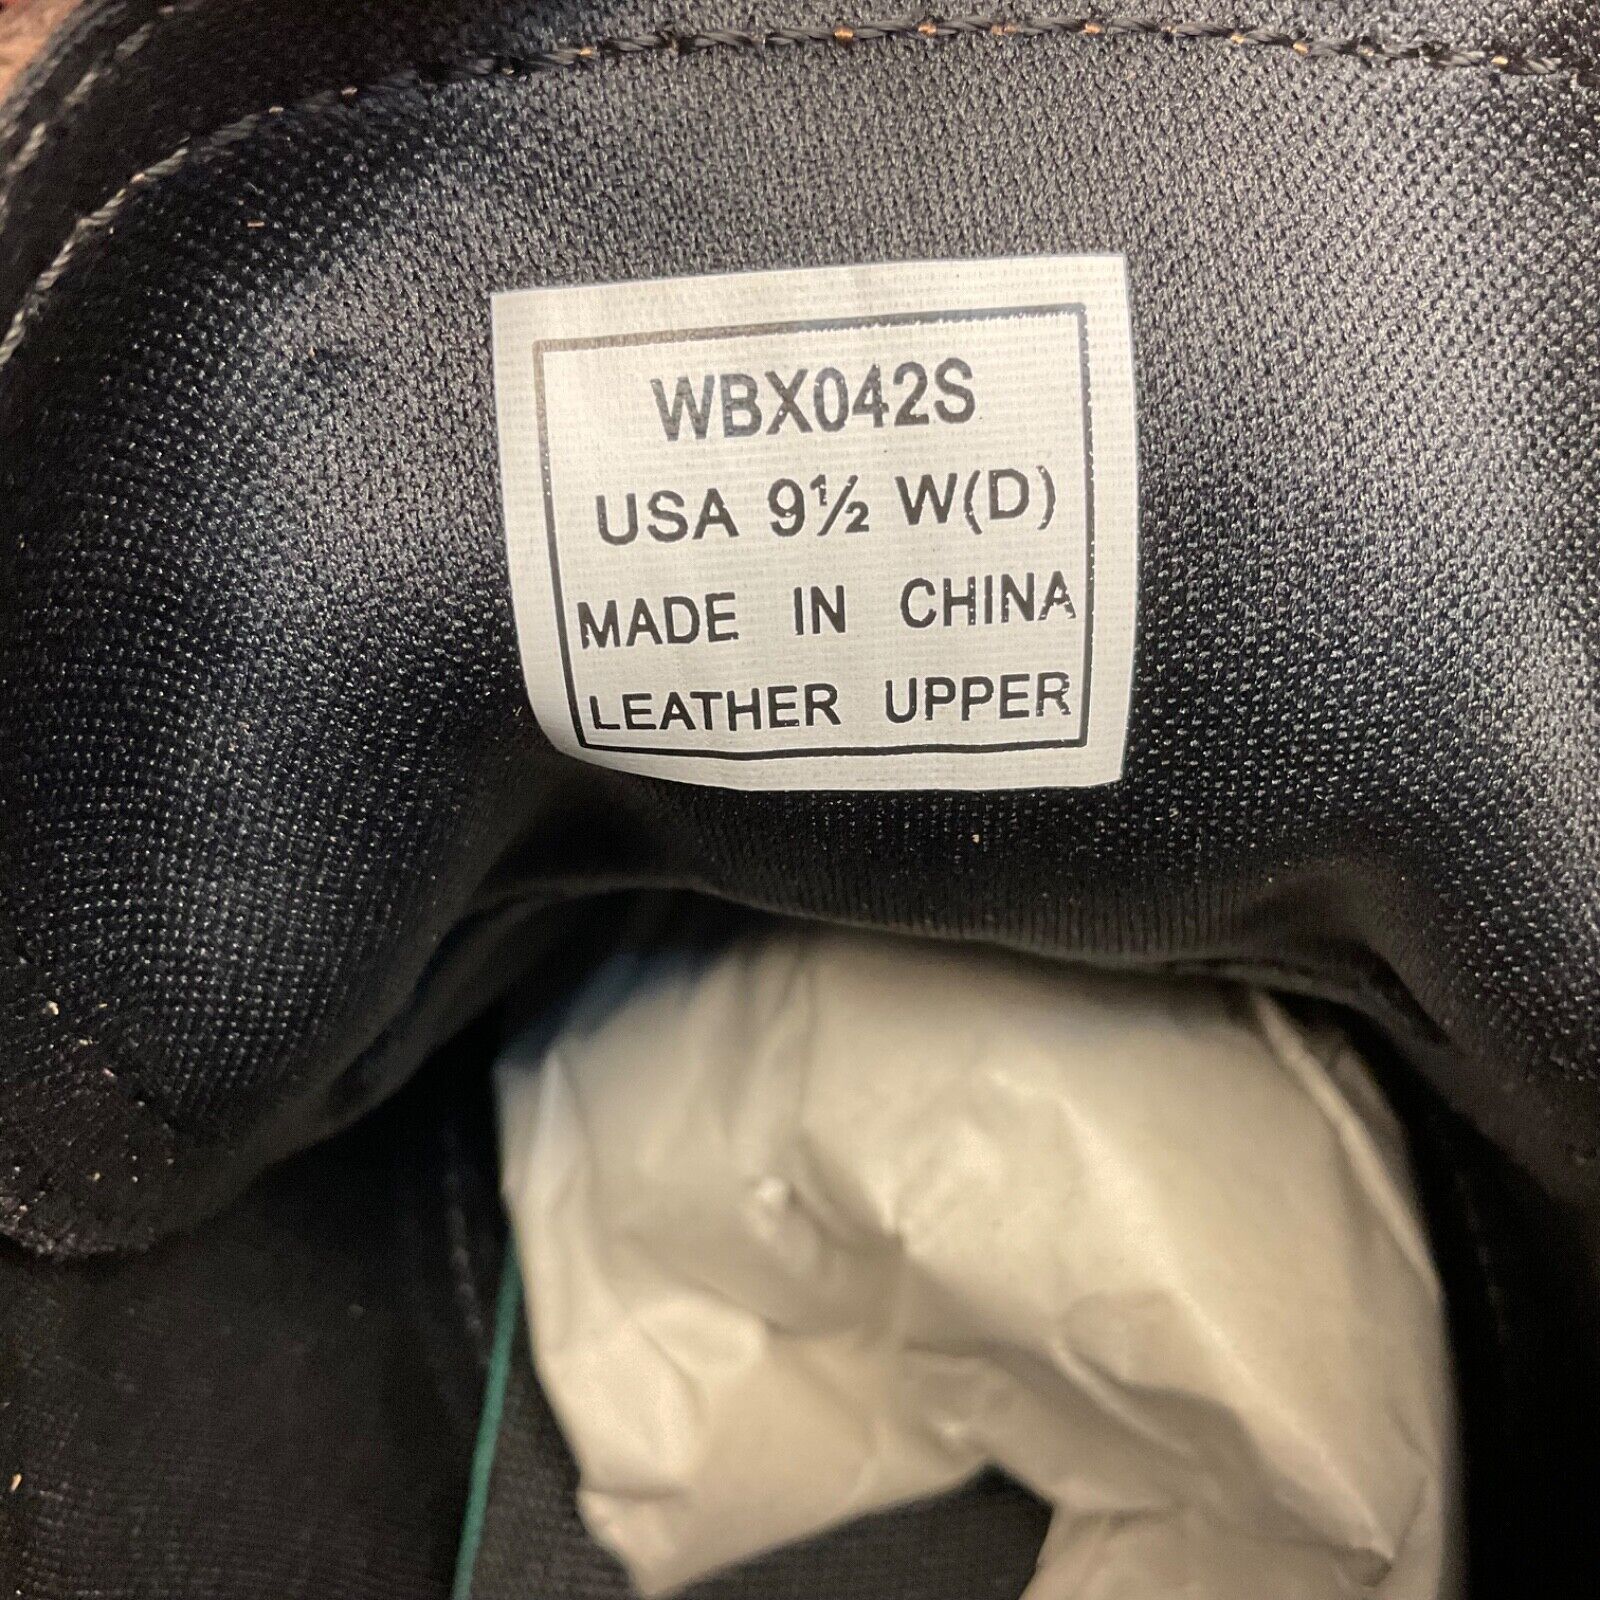 WBX042S
USA 9½ W(D)
MADE IN CHINA
LEATHER UPPER